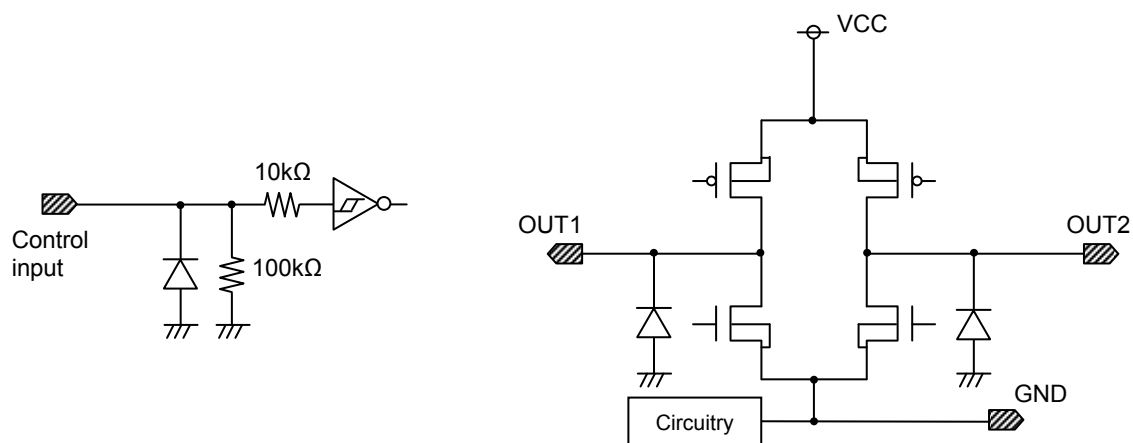 VCC
10kΩ
Control
input
100kΩ
OUT1
OUT2
Circuitry
GND